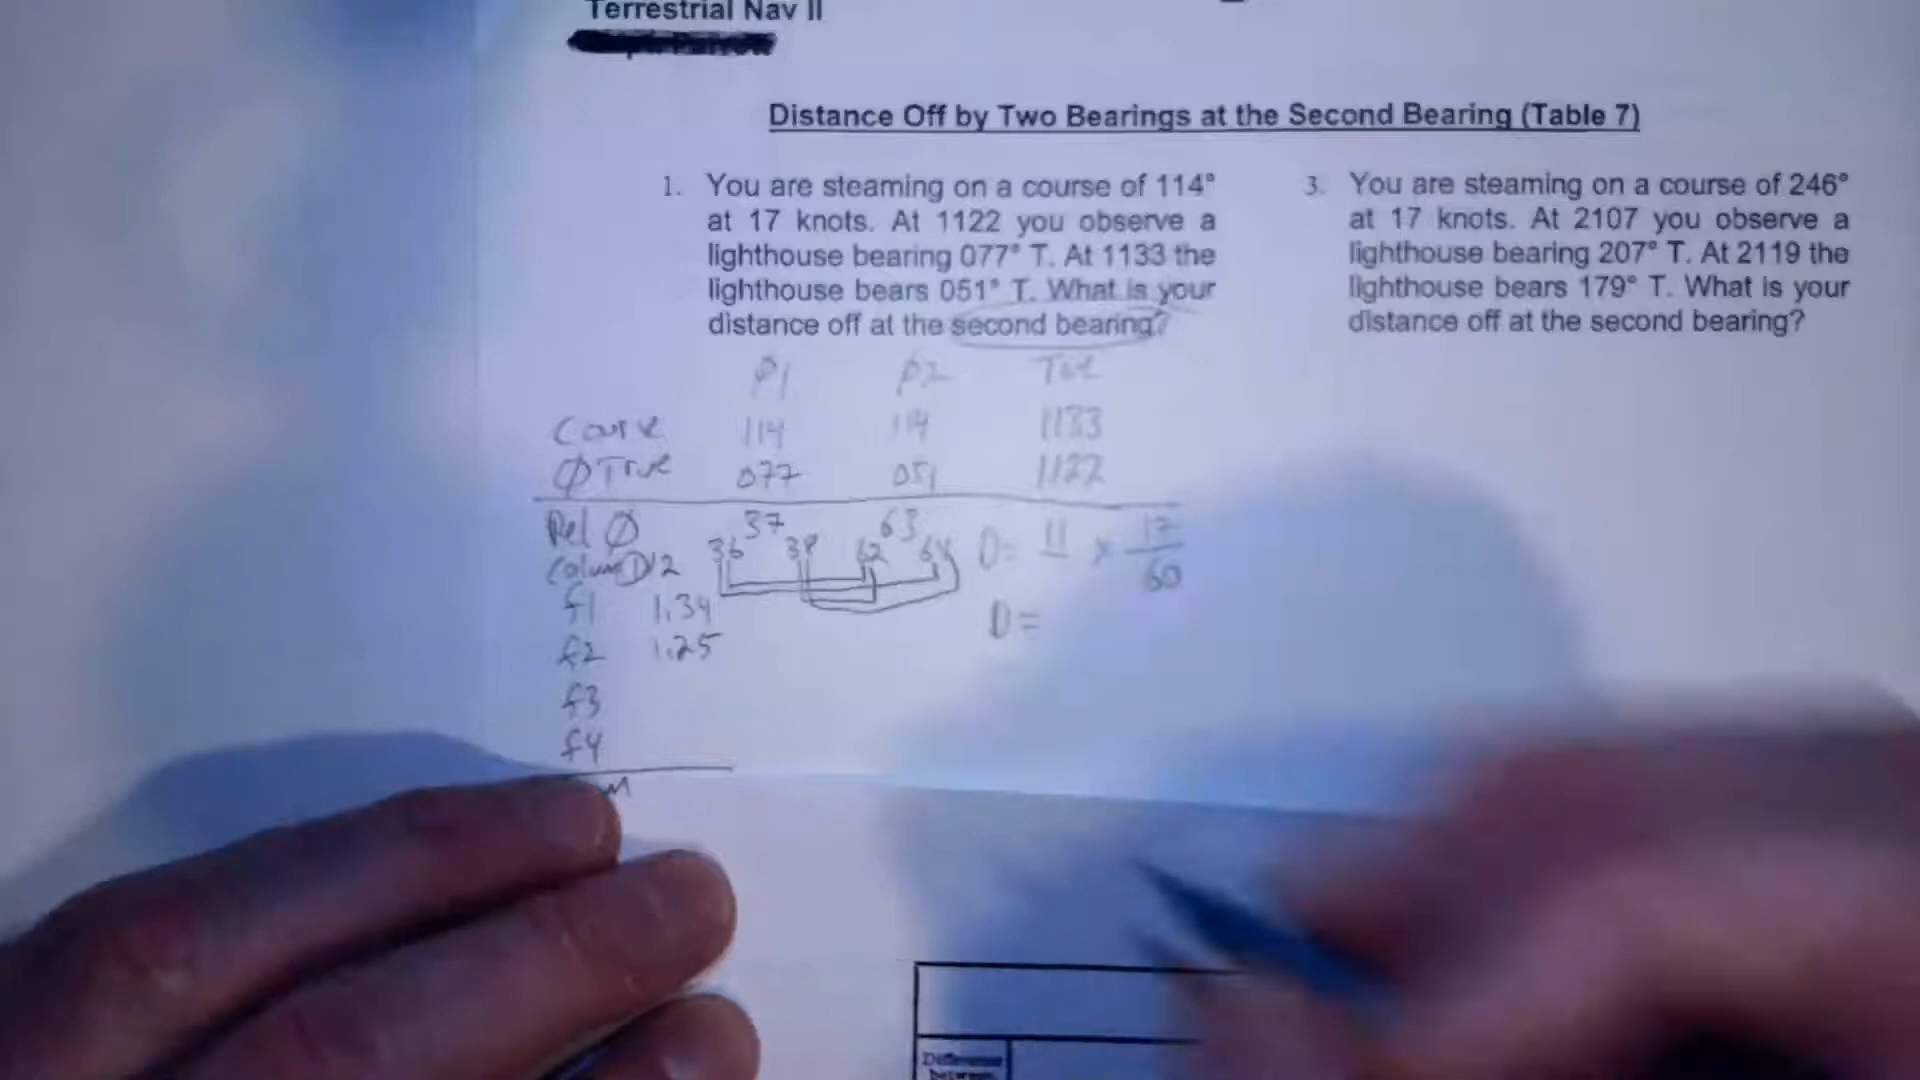 Terrestrial Nav II
Distance Off by Two Bearings at the Second Bearing (Table 7)
1. You are steaming on a course of 114°
at 17 knots. At 1122 you observe a
lighthouse bearing 077° T. At 1133 the
lighthouse bears 051° T. What is your
distance off at the second bearing?
3. You are steaming on a course of 246°
at 17 knots. At 2107 you observe a
lighthouse bearing 207° T. At 2119 the
lighthouse bears 179° T. What is your
distance off at the second bearing?
Ø1 Ø2
Course 114 114 1133
Ø True 077 051 1122
Rel Ø 37 63
36 38 62 64
D= 11 x 17/60
f1 1.34
D=
f2 1.25
f3
f4
Difference
between